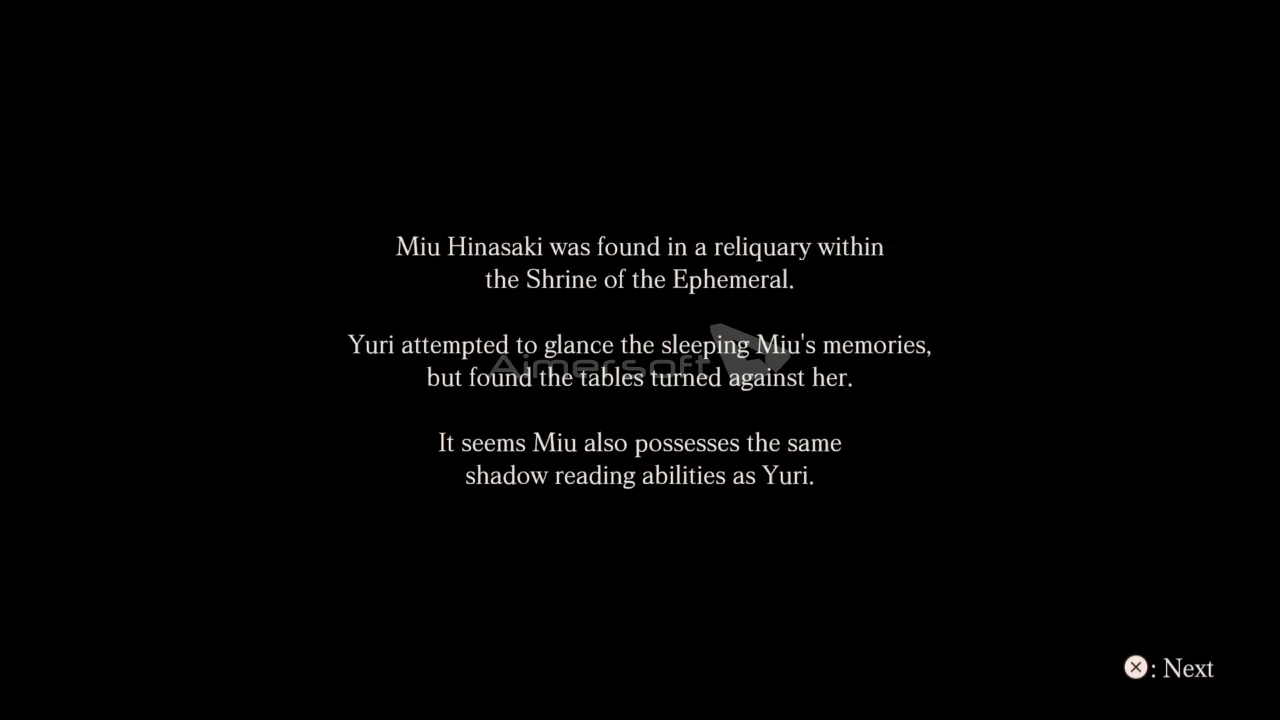 Miu Hinasaki was found in a reliquary within
the Shrine of the Ephemeral.
Yuri attempted to glance the sleeping Miu's memories,
but found the tables turned against her.
Aimersoft
It seems Miu also possesses the same
shadow reading abilities as Yuri.
: Next